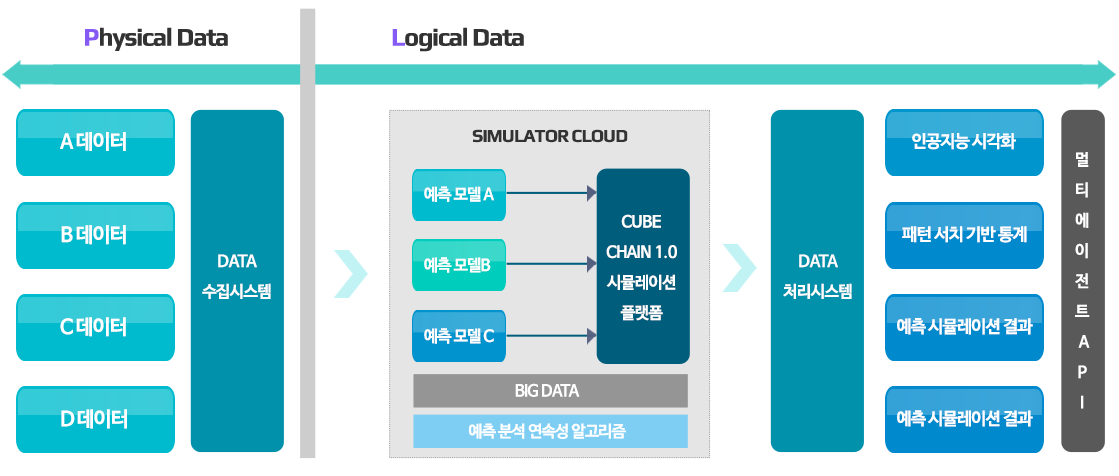 Physical Data
Logical Data
A 데이터
B 데이터
C 데이터
D 데이터
DATA
수집시스템
SIMULATOR CLOUD
예측 모델 A
예측 모델B
예측 모델 C
CUBE
CHAIN 1.0
시뮬레이션
플랫폼
BIG DATA
예측 분석 연속성 알고리즘
DATA
처리시스템
인공지능 시각화
패턴 서치 기반 통계
예측 시뮬레이션 결과
예측 시뮬레이션 결과
멀
티
에
이
전
트
A
P
I